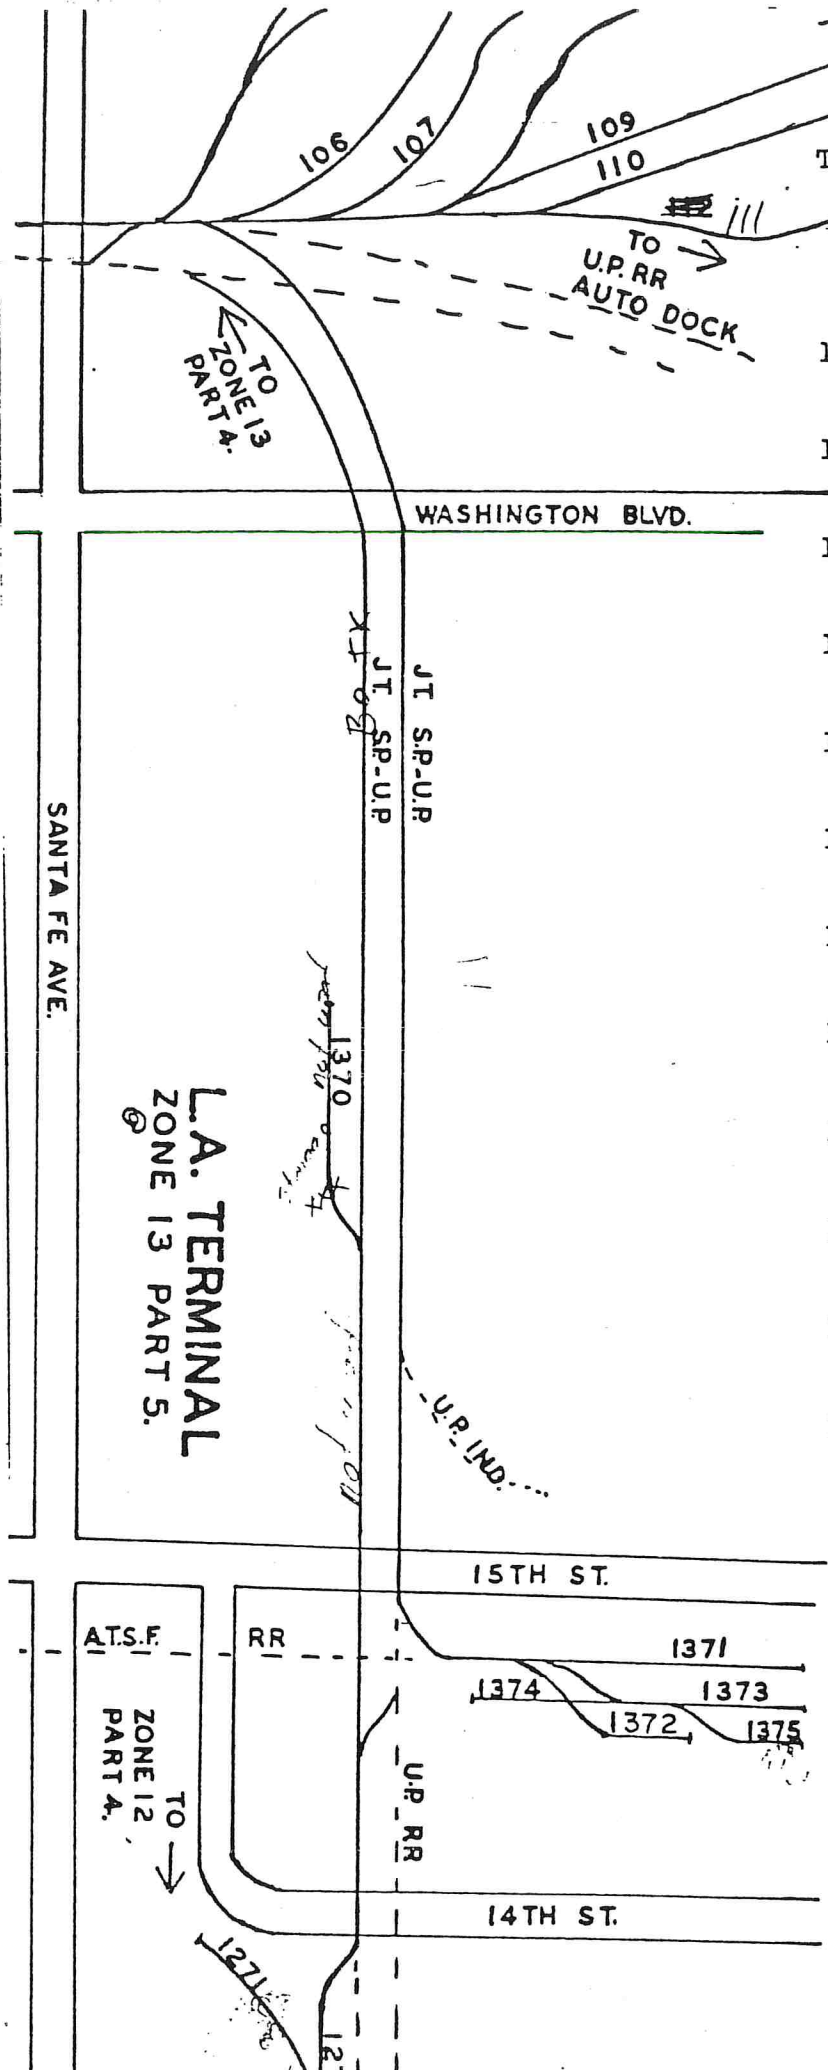 106
107
109
110
111
TO
U.P. RR
AUTO DOCK
TO
ZONE 13
PART 4.
WASHINGTON BLVD.
JT. S.P.-U.P.
JT. S.P.-U.P.
SANTA FE AVE.
1370
L.A. TERMINAL
ZONE 13 PART 5.
U.P. IND.
15TH ST.
A.T.S.F. RR
1371
1374
1373
1372
1375
TO
ZONE 12
PART 4.
U.P. RR
14TH ST.
1271